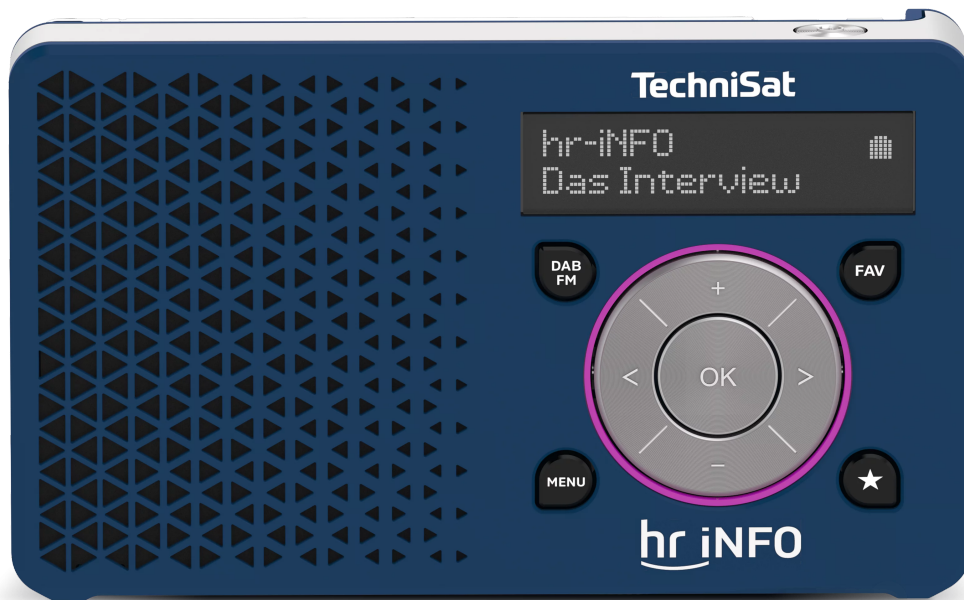 TechniSat
hr-iNFO
Das Interview
DAB
FM
FAV
+
<
OK
>
−
MENU
★
hr iNFO